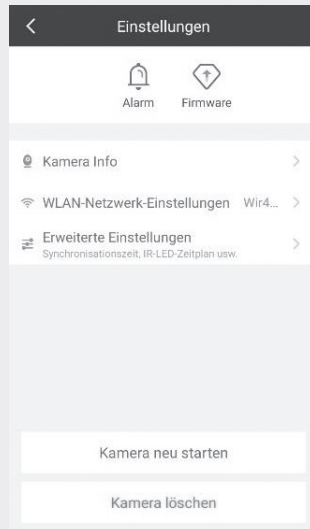 Einstellungen
Alarm Firmware
Kamera Info
WLAN-Netzwerk-Einstellungen Wir4...
Erweiterte Einstellungen
Synchronisationszeit, IR-LED-Zeitplan usw.
Kamera neu starten
Kamera löschen